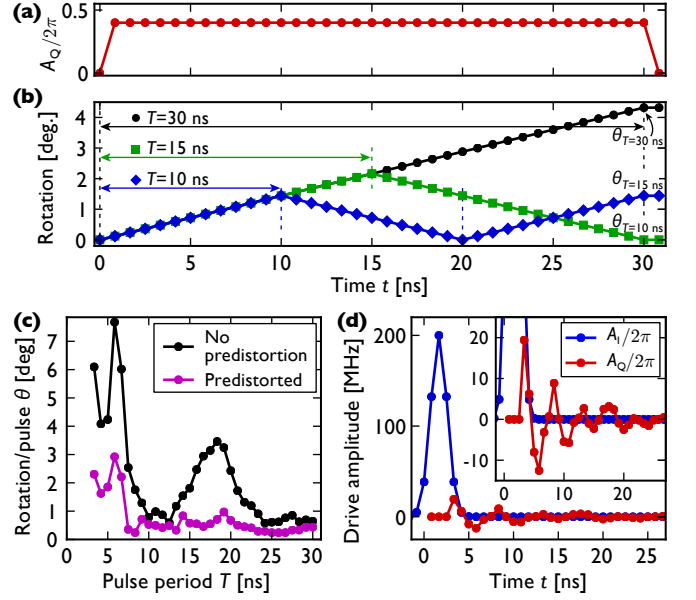 (a)
A_Q/2π
0.5
0
(b)
Rotation [deg.]
4
3
2
1
0
T=30 ns
T=15 ns
T=10 ns
θ_T=30 ns
θ_T=15 ns
θ_T=10 ns
0 5 10 15 20 25 30
Time t [ns]
(c)
Rotation/pulse θ [deg]
7
6
5
4
3
2
1
0
No
predistortion
Predistorted
0 5 10 15 20 25 30
Pulse period T [ns]
(d)
Drive amplitude [MHz]
200
100
0
A_I/2π
A_Q/2π
20
10
0
-10
0 10 20
0 5 10 15 20 25
Time t [ns]